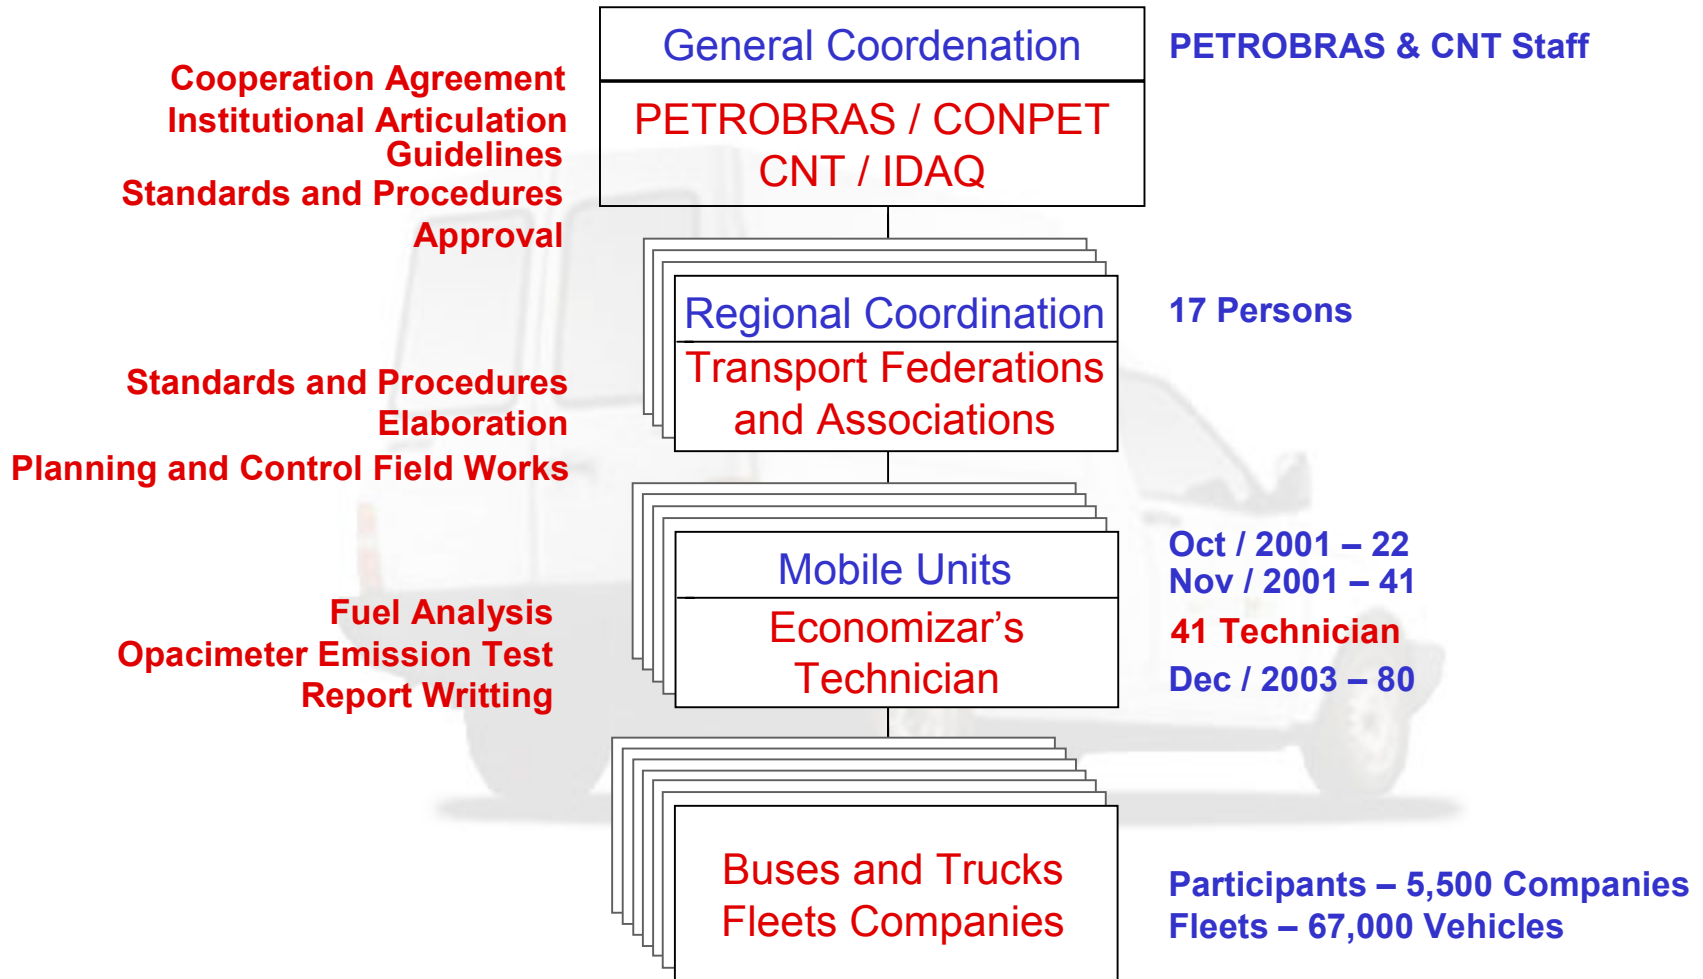 General Coordenation
PETROBRAS & CNT Staff
Cooperation Agreement
Institutional Articulation
Guidelines
Standards and Procedures
Approval
PETROBRAS / CONPET
CNT / IDAQ
Regional Coordination
17 Persons
Transport Federations
and Associations
Standards and Procedures
Elaboration
Planning and Control Field Works
Mobile Units
Oct / 2001 – 22
Nov / 2001 – 41
Economizar’s
Technician
41 Technician
Dec / 2003 – 80
Fuel Analysis
Opacimeter Emission Test
Report Writting
Buses and Trucks
Fleets Companies
Participants – 5,500 Companies
Fleets – 67,000 Vehicles